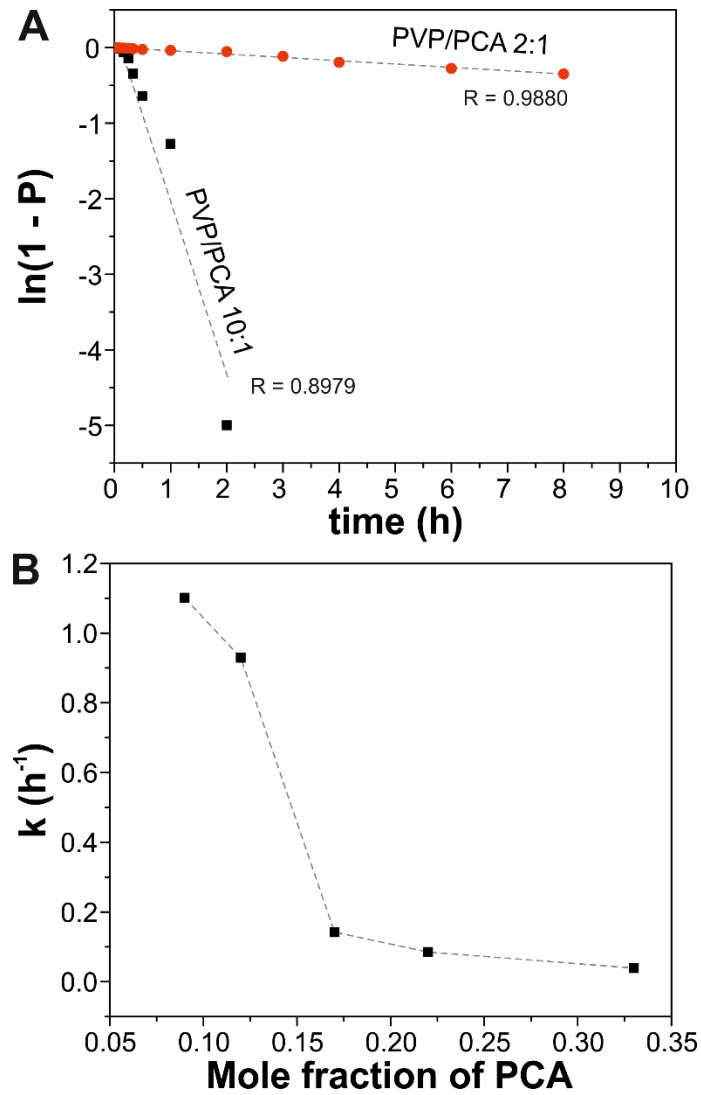 A
ln(1 - P)
0
-1
-2
-3
-4
-5
PVP/PCA 2:1
R = 0.9880
PVP/PCA 10:1
R = 0.8979
0 1 2 3 4 5 6 7 8 9 10
time (h)
B
k (h⁻¹)
1.2
1.0
0.8
0.6
0.4
0.2
0.0
0.05 0.10 0.15 0.20 0.25 0.30 0.35
Mole fraction of PCA